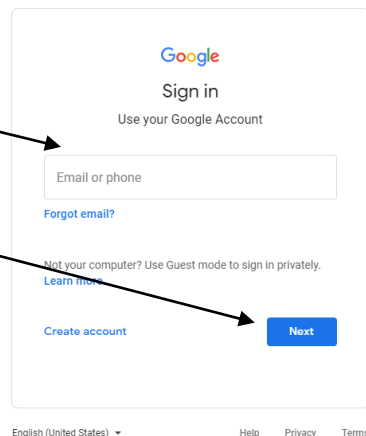 Google
Sign in
Use your Google Account
Email or phone
Forgot email?
Not your computer? Use Guest mode to sign in privately.
Learn more
Create account
Next
English (United States)
Help Privacy Terms